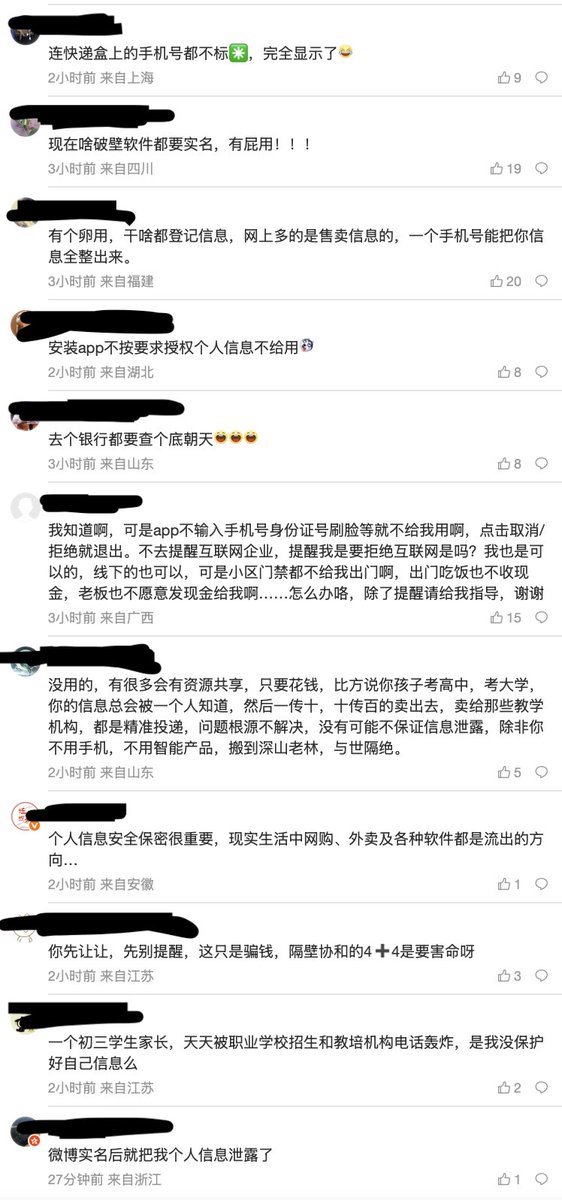 连快递盒上的手机号都不标✳️，完全显示了😂
2小时前 来自上海
9
现在啥破壁软件都要实名，有屁用！！！
3小时前 来自四川
19
有个卵用，干啥都登记信息，网上多的是售卖信息的，一个手机号能把你信
息全整出来。
3小时前 来自福建
20
安装app不按要求授权个人信息不给用
2小时前 来自湖北
8
去个银行都要查个底朝天
3小时前 来自山东
8
我知道啊，可是app不输入手机号身份证号刷脸等就不给我用啊，点击取消/
拒绝就退出。不去提醒互联网企业，提醒我是要拒绝互联网是吗？我也是可
以的，线下的也可以，可是小区门禁都不给我出门啊，出门吃饭也不收现
金，老板也不愿意发现金给我啊……怎么办咯，除了提醒请给我指导，谢谢
3小时前 来自广西
15
没用的，有很多会有资源共享，只要花钱，比方说你孩子考高中，考大学，
你的信息总会被一个人知道，然后一传十，十传百的卖出去，卖给那些教学
机构，都是精准投递，问题根源不解决，没有可能不保证信息泄露，除非你
不用手机，不用智能产品，搬到深山老林，与世隔绝。
2小时前 来自山东
5
个人信息安全保密很重要，现实生活中网购、外卖及各种软件都是流出的方
向...
2小时前 来自安徽
1
你先让让，先别提醒，这只是骗钱，隔壁协和的4➕4是要害命呀
2小时前 来自江苏
3
一个初三学生家长，天天被职业学校招生和教培机构电话轰炸，是我没保护
好自己信息么
2小时前 来自江苏
2
微博实名后就把我个人信息泄露了
27分钟前 来自浙江
1